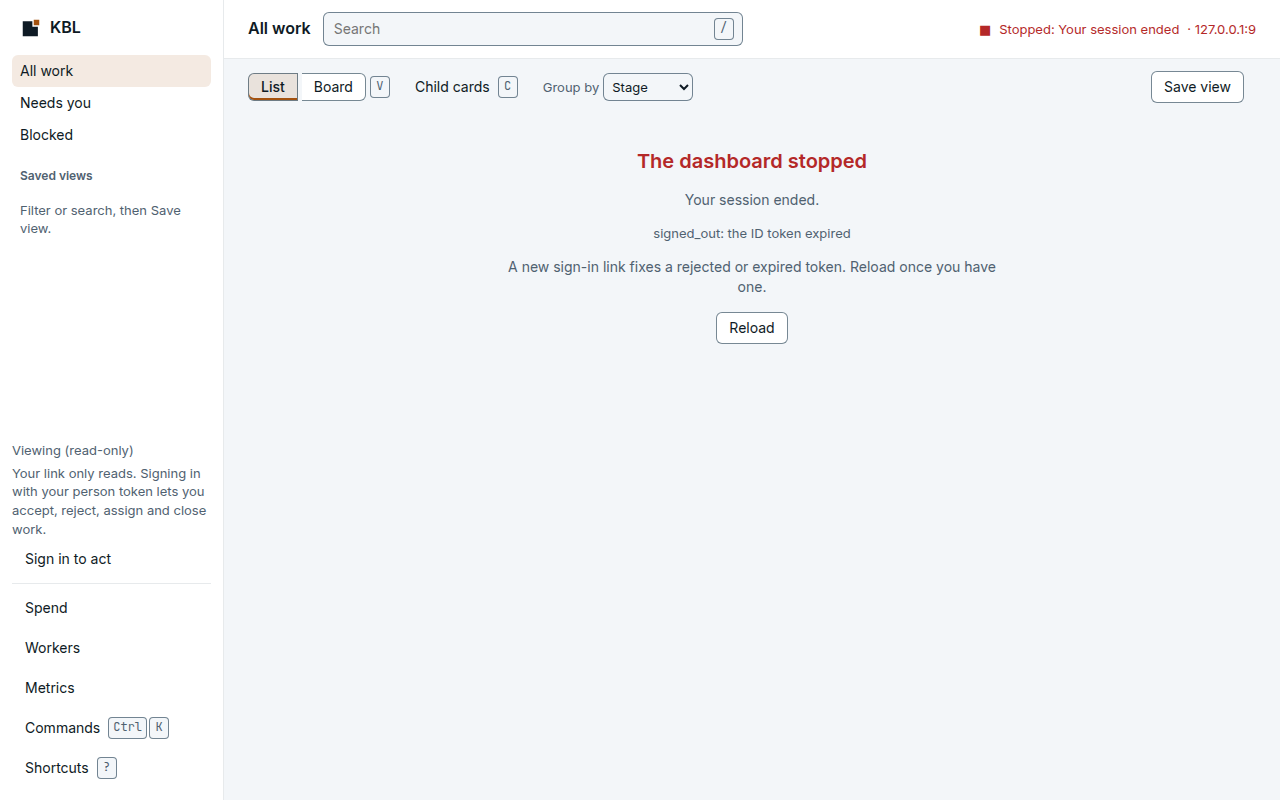 KBL
All work
Needs you
Blocked
Saved views
Filter or search, then Save
view.
Viewing (read-only)
Your link only reads. Signing in
with your person token lets you
accept, reject, assign and close
work.
Sign in to act
Spend
Workers
Metrics
Commands Ctrl K
Shortcuts ?
All work Search / Stopped: Your session ended · 127.0.0.1:9
List Board V Child cards C Group by Stage Save view
The dashboard stopped
Your session ended.
signed_out: the ID token expired
A new sign-in link fixes a rejected or expired token. Reload once you have
one.
Reload